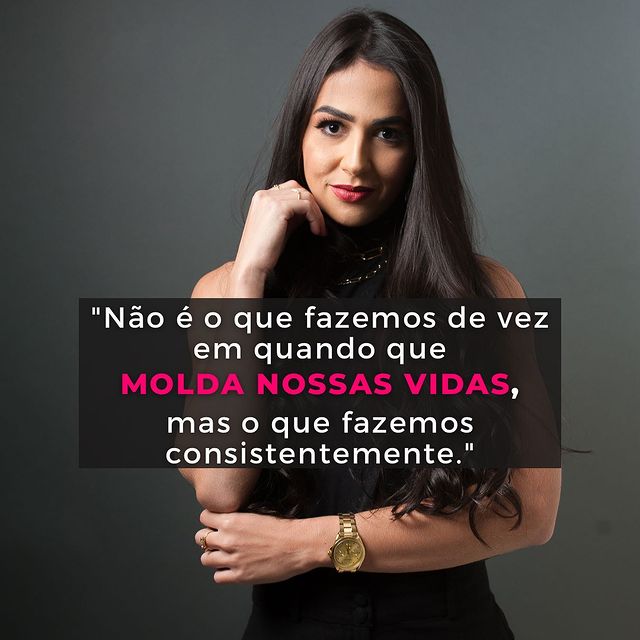 "Não é o que fazemos de vez
em quando que
MOLDA NOSSAS VIDAS,
mas o que fazemos
consistentemente."